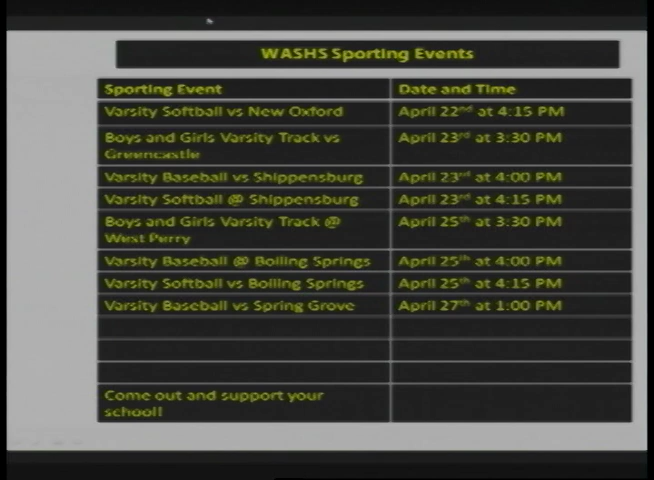 WASHS Sporting Events
Sporting Event Date and Time
Varsity Softball vs New Oxford April 22nd at 4:15 PM
Boys and Girls Varsity Track vs April 23rd at 3:30 PM
Greencastle
Varsity Baseball vs Shippensburg April 23rd at 4:00 PM
Varsity Softball @ Shippensburg April 23rd at 4:15 PM
Boys and Girls Varsity Track @ April 25th at 3:30 PM
West Perry
Varsity Baseball @ Boiling Springs April 25th at 4:00 PM
Varsity Softball vs Boiling Springs April 25th at 4:15 PM
Varsity Baseball vs Spring Grove April 27th at 1:00 PM
Come out and support your
school!